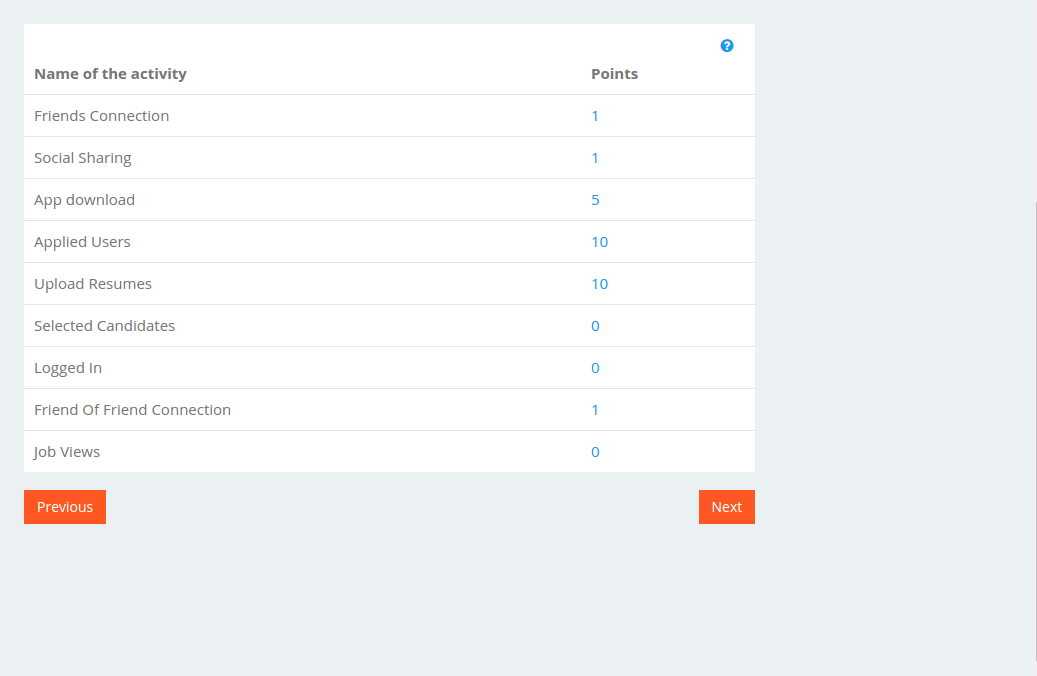 ?
Name of the activity Points
Friends Connection 1
Social Sharing 1
App download 5
Applied Users 10
Upload Resumes 10
Selected Candidates 0
Logged In 0
Friend Of Friend Connection 1
Job Views 0
Previous Next